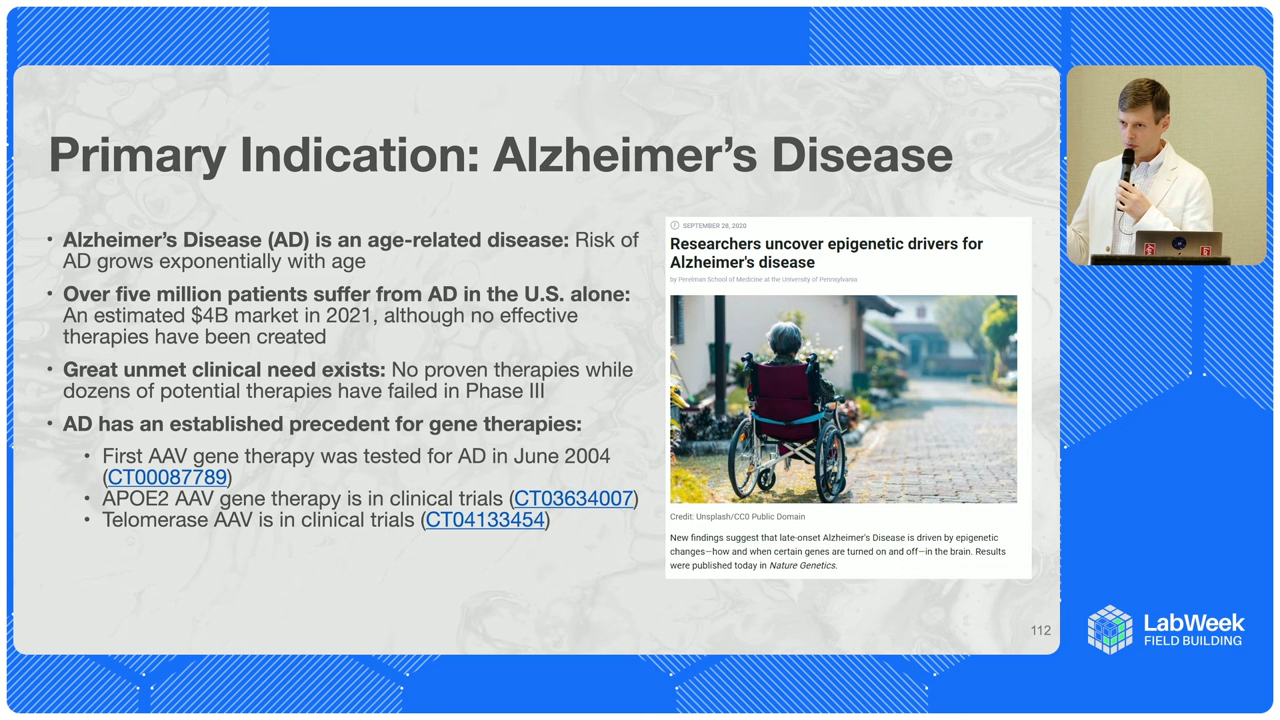 Primary Indication: Alzheimer's Disease
• Alzheimer's Disease (AD) is an age-related disease: Risk of
AD grows exponentially with age
• Over five million patients suffer from AD in the U.S. alone:
An estimated $4B market in 2021, although no effective
therapies have been created
• Great unmet clinical need exists: No proven therapies while
dozens of potential therapies have failed in Phase III
• AD has an established precedent for gene therapies:
• First AAV gene therapy was tested for AD in June 2004
(CT00087789)
• APOE2 AAV gene therapy is in clinical trials (CT03634007)
• Telomerase AAV is in clinical trials (CT04133454)
SEPTEMBER 28, 2020
Researchers uncover epigenetic drivers for
Alzheimer's disease
by Perelman School of Medicine at the University of Pennsylvania
Credit: Unsplash/CC0 Public Domain
New findings suggest that late-onset Alzheimer's Disease is driven by epigenetic
changes—how and when certain genes are turned on and off—in the brain. Results
were published today in Nature Genetics.
112
LabWeek
FIELD BUILDING